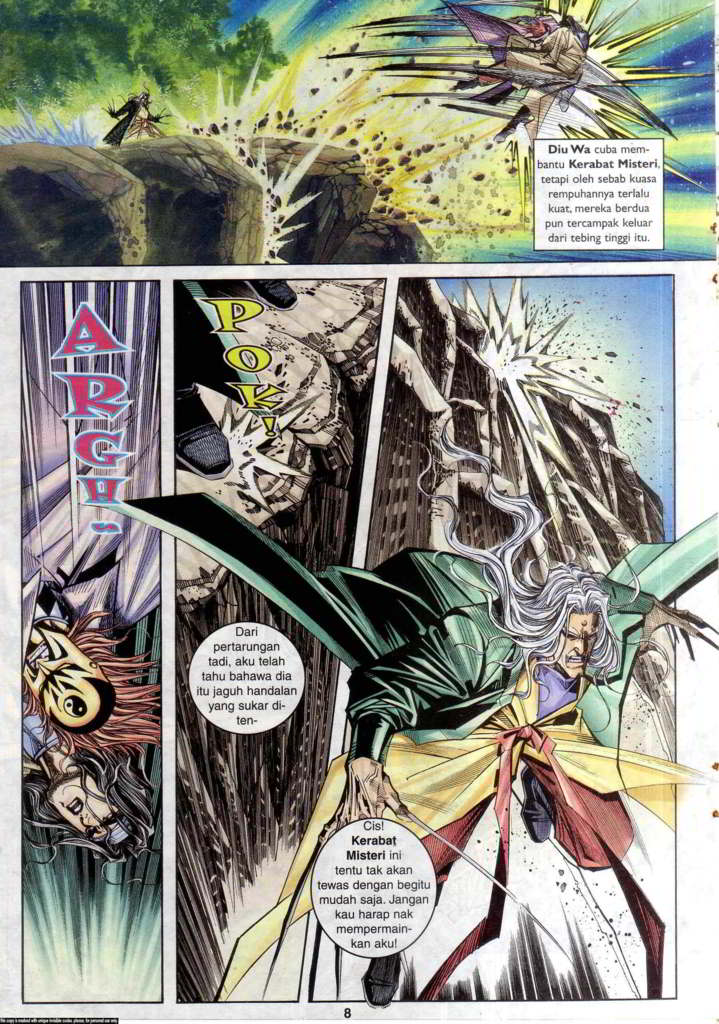 Diu Wa cuba mem-
bantu Kerabat Misteri,
tetapi oleh sebab kuasa
rempuhannya terlalu
kuat, mereka berdua
pun tercampak keluar
dari tebing tinggi itu.
ARGH~
POK!
Dari
pertarungan
tadi, aku telah
tahu bahawa dia
itu jaguh handalan
yang sukar di-
ten-
Cis!
Kerabat
Misteri ini
tentu tak akan
tewas dengan begitu
mudah saja. Jangan
kau harap nak
mempermain-
kan aku!
8